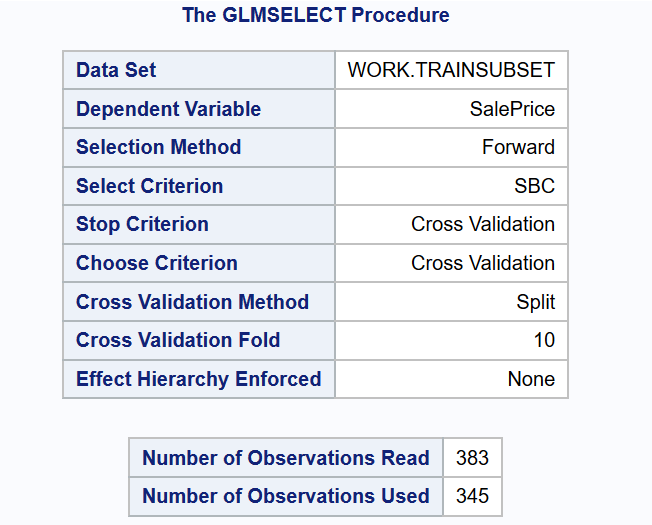 The GLMSELECT Procedure
Data Set WORK.TRAINSUBSET
Dependent Variable SalePrice
Selection Method Forward
Select Criterion SBC
Stop Criterion Cross Validation
Choose Criterion Cross Validation
Cross Validation Method Split
Cross Validation Fold 10
Effect Hierarchy Enforced None
Number of Observations Read 383
Number of Observations Used 345